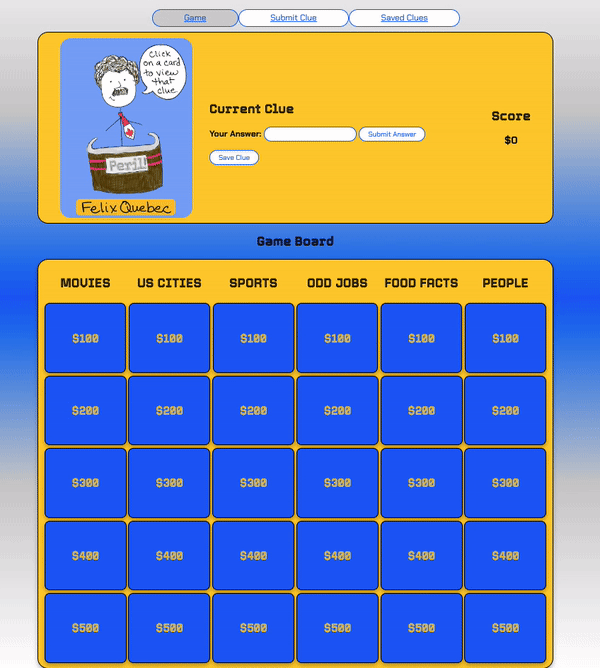 Game Submit Clue Saved Clues
Click
on a card
to view
that
clue
Peril!
Felix Quebec
Current Clue
Your Answer: Submit Answer
Save Clue
Score
$0
Game Board
MOVIES US CITIES SPORTS ODD JOBS FOOD FACTS PEOPLE
$100 $100 $100 $100 $100 $100
$200 $200 $200 $200 $200 $200
$300 $300 $300 $300 $300 $300
$400 $400 $400 $400 $400 $400
$500 $500 $500 $500 $500 $500